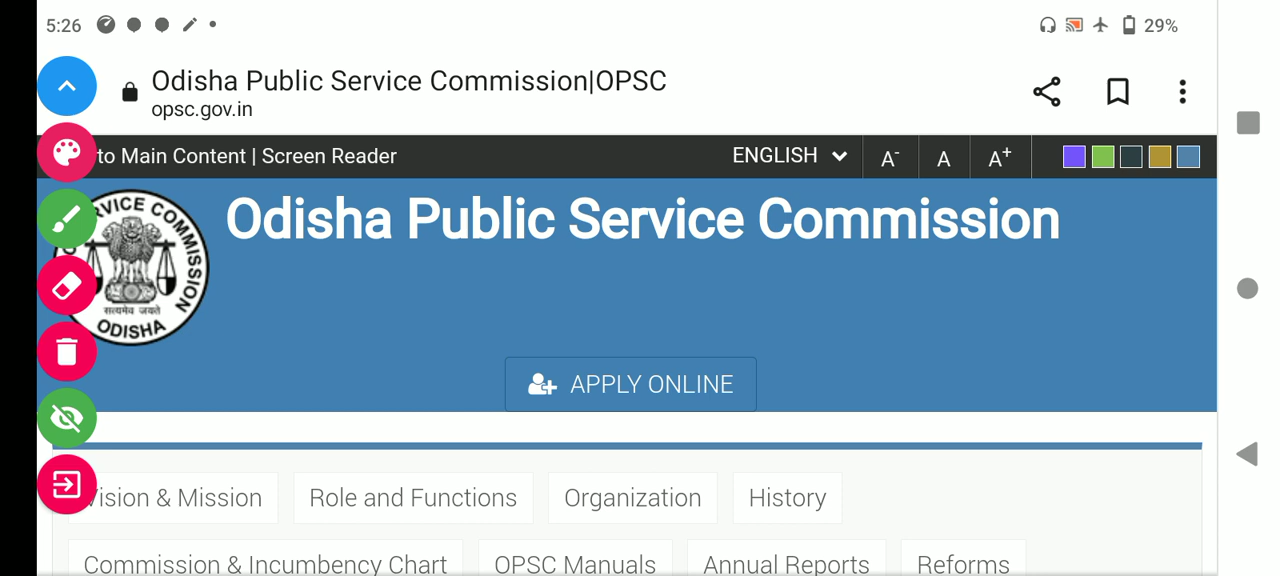 5:26
29%
Odisha Public Service Commission|OPSC
opsc.gov.in
to Main Content | Screen Reader
ENGLISH
A-
A
A+
RVICE COMMISSION
सत्यमेव जयते
ODISHA
Odisha Public Service Commission
APPLY ONLINE
Vision & Mission
Role and Functions
Organization
History
Commission & Incumbency Chart
OPSC Manuals
Annual Reports
Reforms